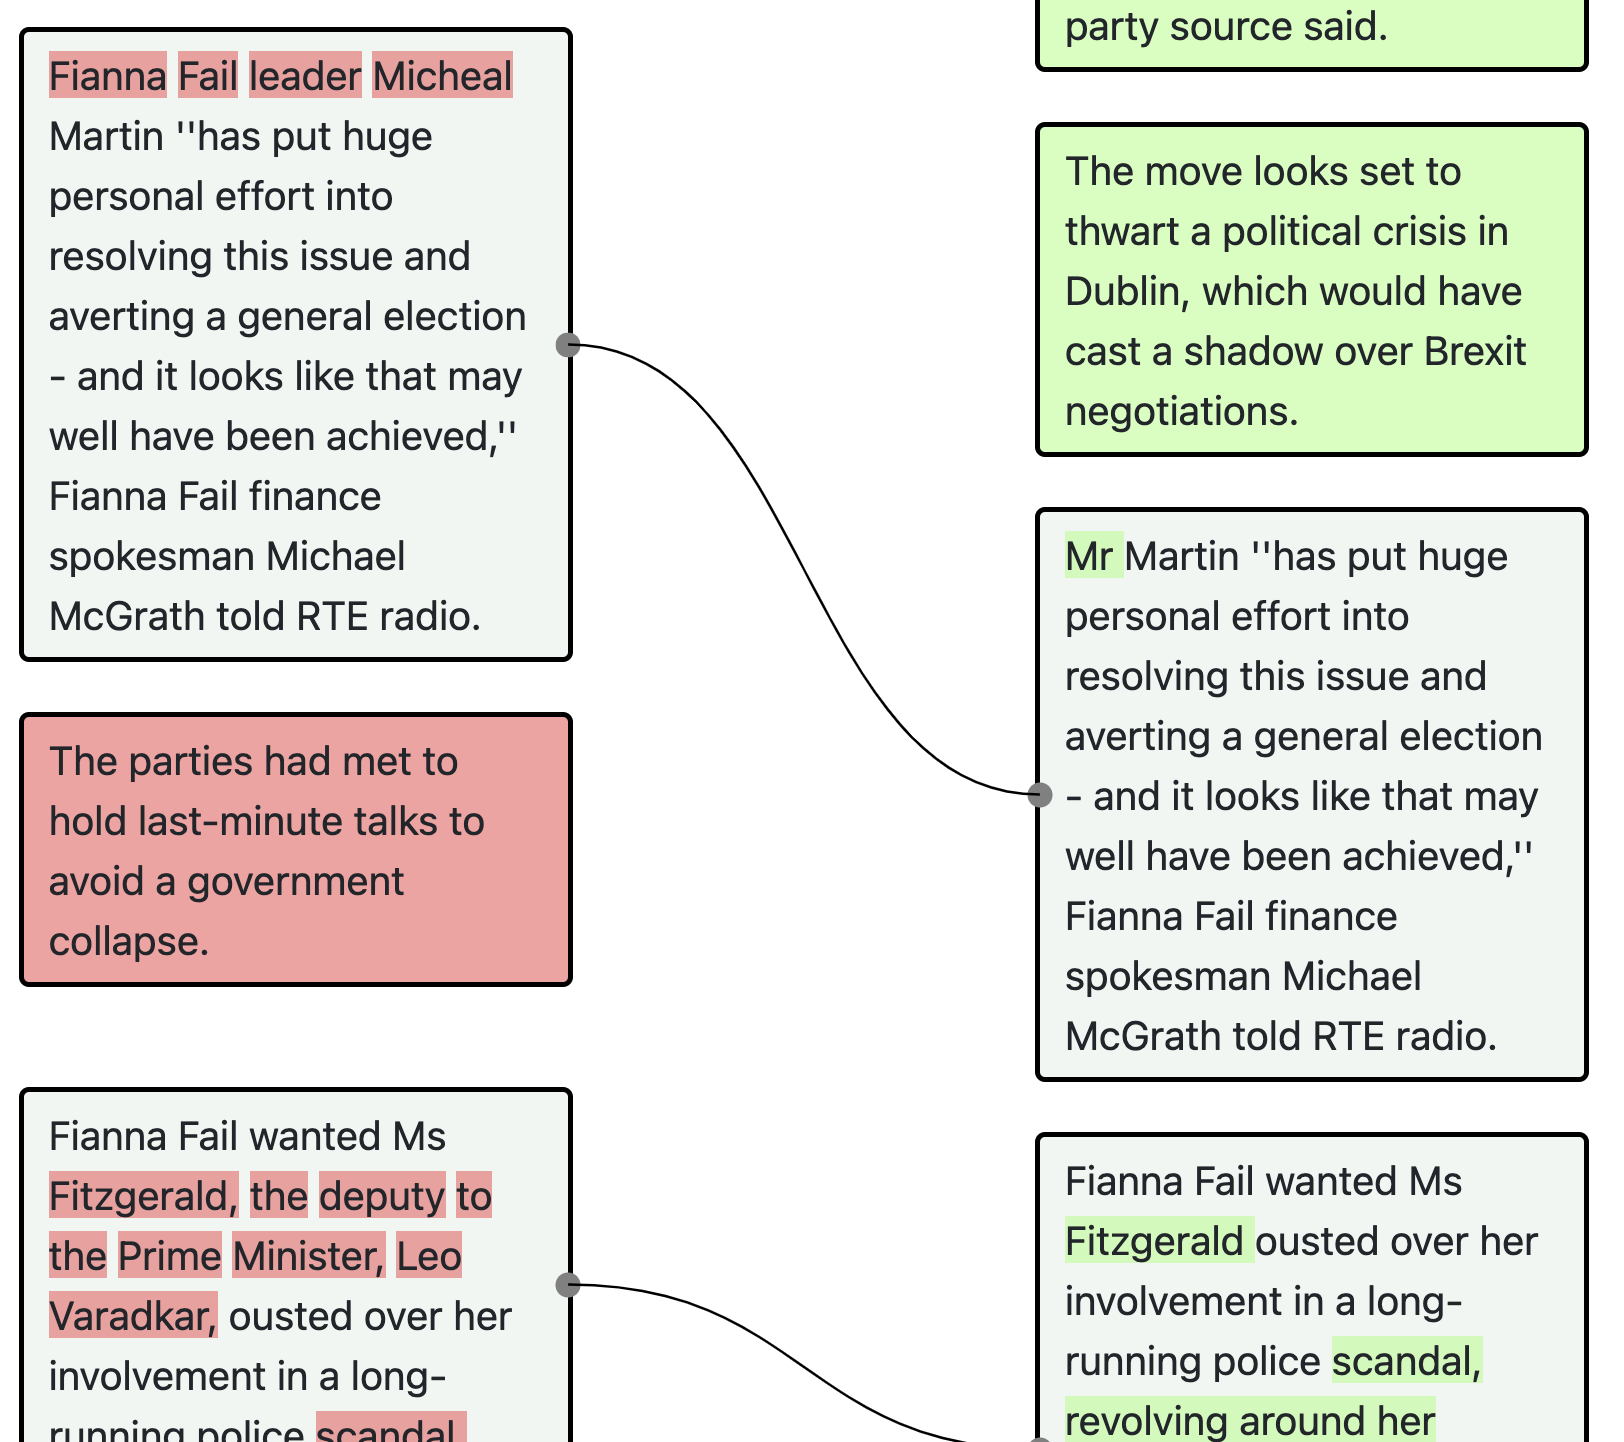 Fianna Fail leader Micheal
Martin ''has put huge
personal effort into
resolving this issue and
averting a general election
- and it looks like that may
well have been achieved,''
Fianna Fail finance
spokesman Michael
McGrath told RTE radio.
The parties had met to
hold last-minute talks to
avoid a government
collapse.
Fianna Fail wanted Ms
Fitzgerald, the deputy to
the Prime Minister, Leo
Varadkar, ousted over her
involvement in a long-
running police scandal
party source said.
The move looks set to
thwart a political crisis in
Dublin, which would have
cast a shadow over Brexit
negotiations.
Mr Martin ''has put huge
personal effort into
resolving this issue and
averting a general election
- and it looks like that may
well have been achieved,''
Fianna Fail finance
spokesman Michael
McGrath told RTE radio.
Fianna Fail wanted Ms
Fitzgerald ousted over her
involvement in a long-
running police scandal,
revolving around her